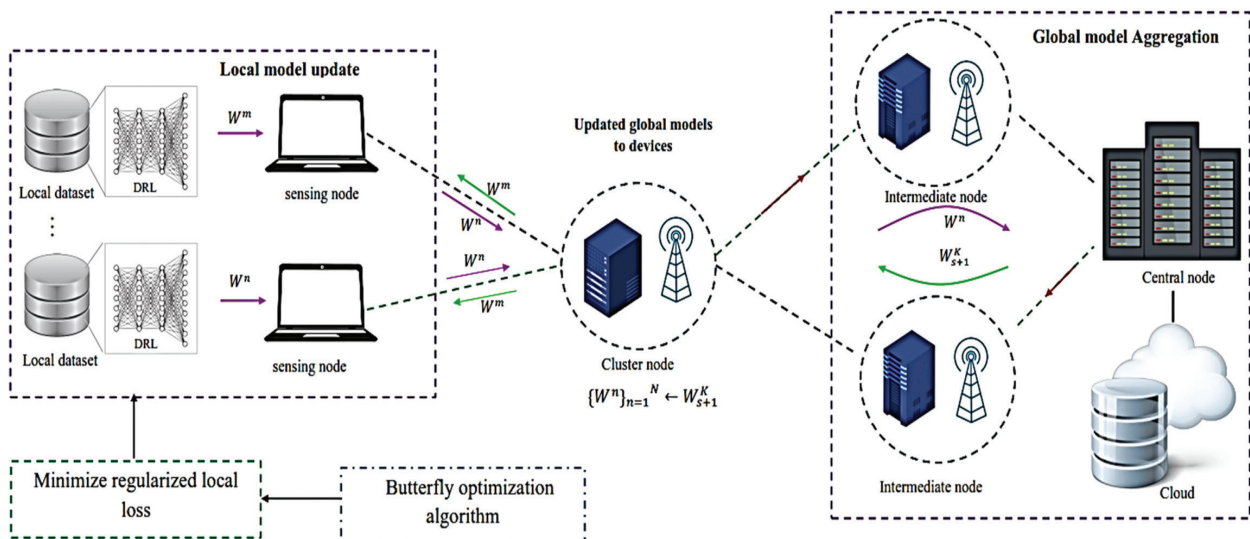 Local model update
W^m
DRL
Local dataset
sensing node
⋮
W^n
DRL
Local dataset
sensing node
W^m
W^n
W^n
W^m
Updated global models
to devices
Cluster node
{W^n}_{n=1}^N ← W_{s+1}^K
Global model Aggregation
Intermediate node
W^n
W_{s+1}^K
Intermediate node
Central node
Cloud
Minimize regularized local
loss
Butterfly optimization
algorithm